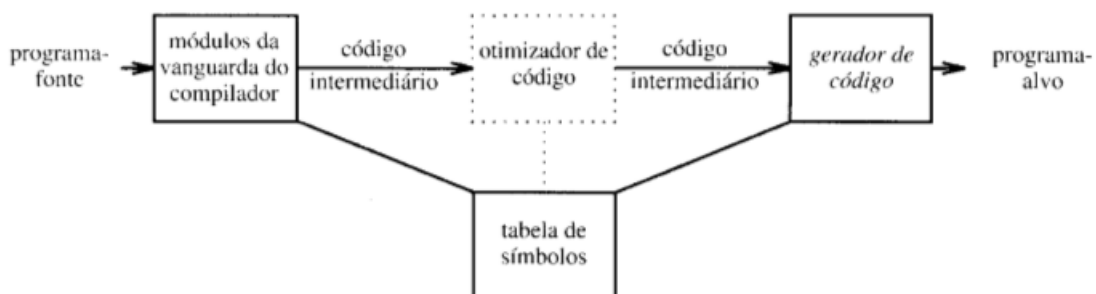 programa-
fonte
módulos da
vanguarda do
compilador
código
intermediário
otimizador de
código
código
intermediário
gerador de
código
programa-
alvo
tabela de
símbolos